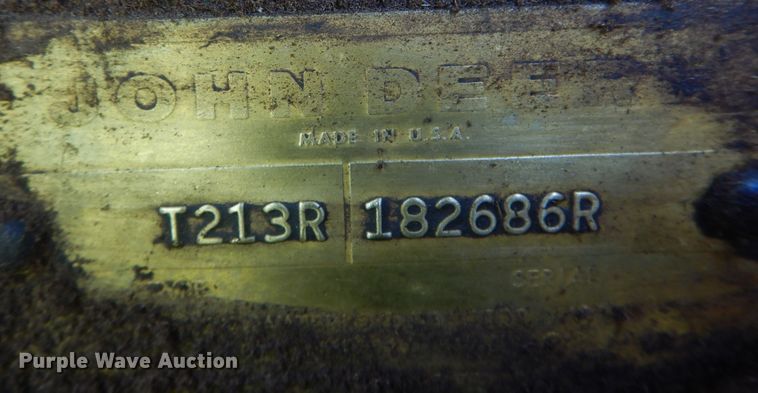 JOHN DEERE
MADE IN U.S.A.
T213R 182686R
SERIAL
Purple Wave Auction